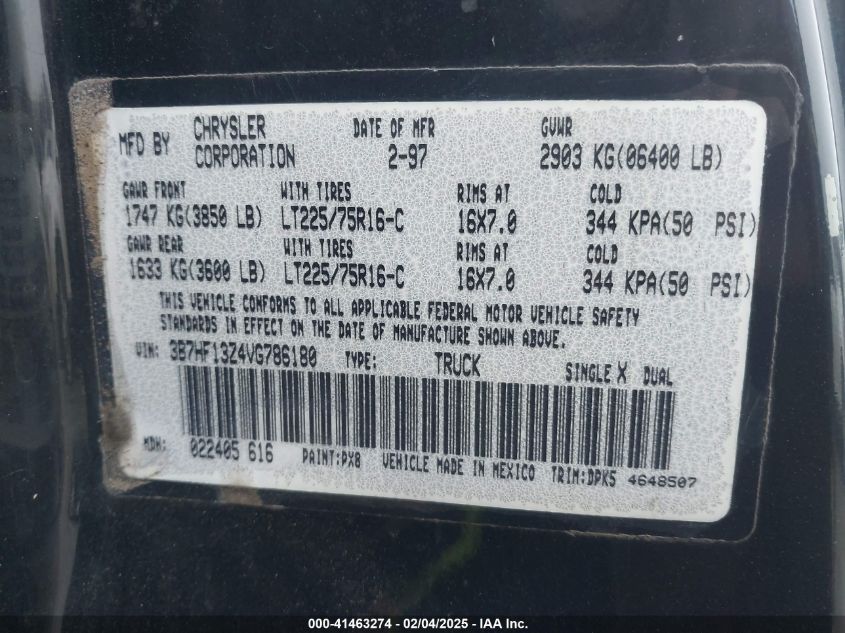 MFD BY CHRYSLER CORPORATION DATE OF MFR 2-97 GVWR 2903 KG(06400 LB)
GAWR FRONT WITH TIRES RIMS AT COLD
1747 KG(3850 LB) LT225/75R16-C 16X7.0 344 KPA(50 PSI)
GAWR REAR WITH TIRES RIMS AT COLD
1633 KG(3600 LB) LT225/75R16-C 16X7.0 344 KPA(50 PSI)
THIS VEHICLE CONFORMS TO ALL APPLICABLE FEDERAL MOTOR VEHICLE SAFETY
STANDARDS IN EFFECT ON THE DATE OF MANUFACTURE SHOWN ABOVE.
VIN: 3B7HF13Z4VG786180 TYPE: TRUCK SINGLE X DUAL
MDH: 022405 616 PAINT:PX8 VEHICLE MADE IN MEXICO TRIM:DPK5 4648507
000-41463274 - 02/04/2025 - IAA Inc.